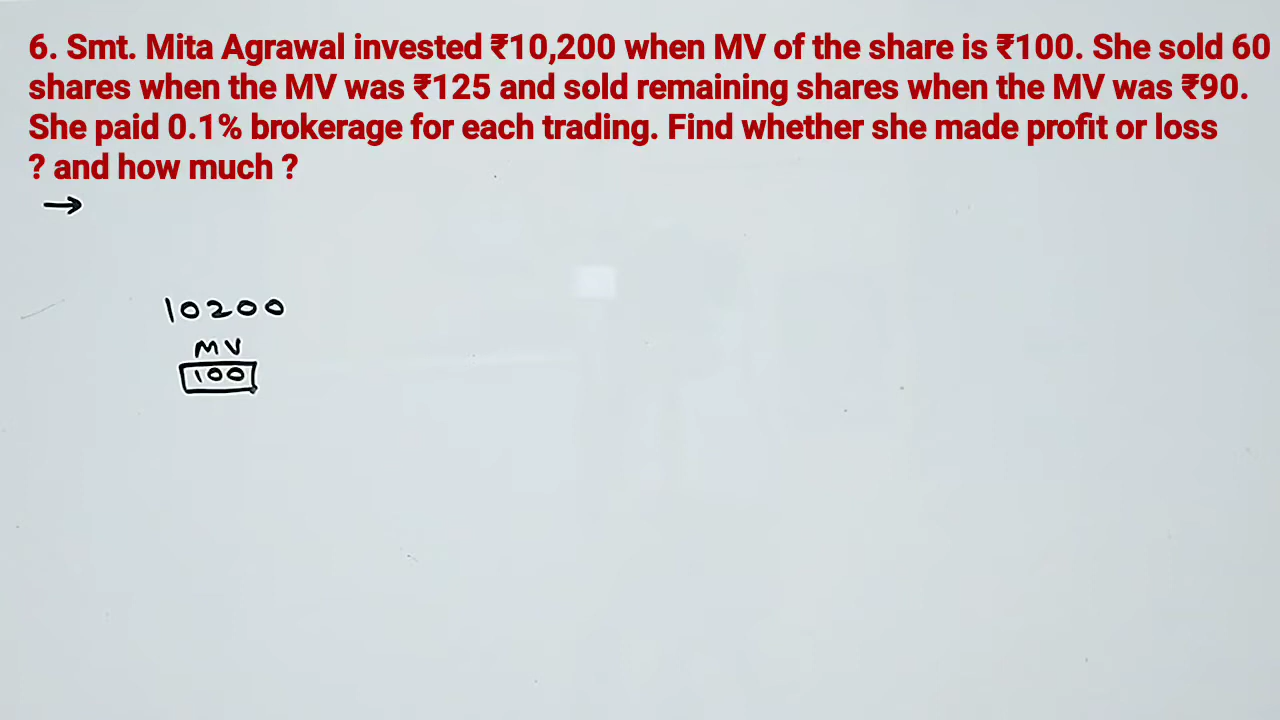 6. Smt. Mita Agrawal invested ₹10,200 when MV of the share is ₹100. She sold 60
shares when the MV was ₹125 and sold remaining shares when the MV was ₹90.
She paid 0.1% brokerage for each trading. Find whether she made profit or loss
? and how much ?
→
10200
MV
100